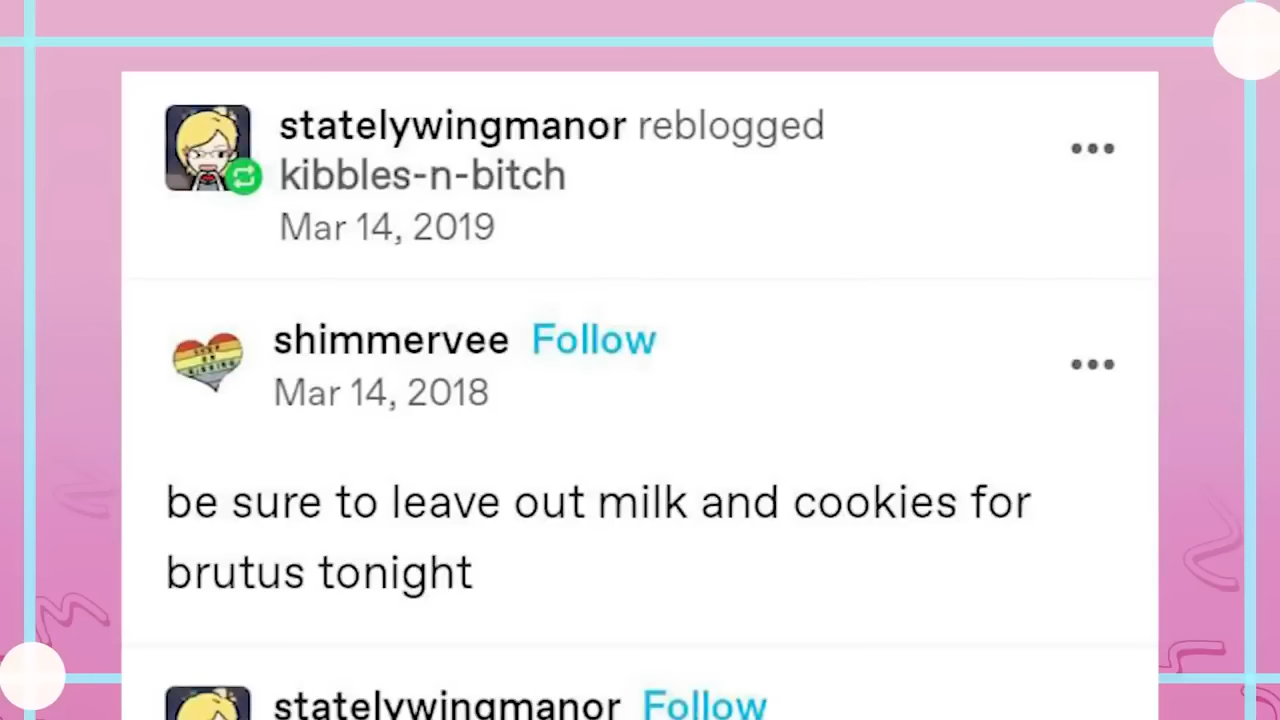 statelywingmanor reblogged
kibbles-n-bitch
Mar 14, 2019
shimmervee Follow
Mar 14, 2018
be sure to leave out milk and cookies for
brutus tonight
statelywingmanor Follow